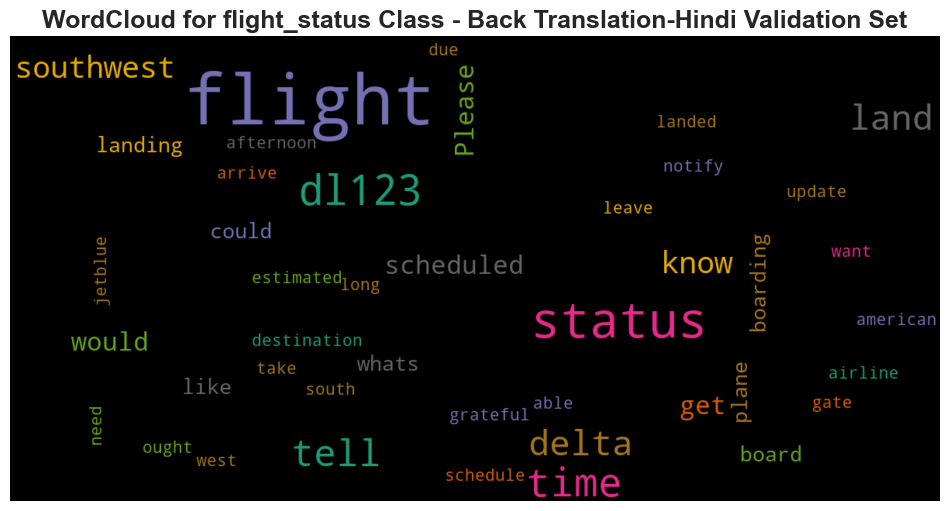 WordCloud for flight_status Class - Back Translation-Hindi Validation Set
due
southwest
flight
Please
land
landed
landing
afternoon
notify
arrive
dl123
update
leave
could
want
know
scheduled
boarding
jetblue
estimated
long
status
american
would
destination
whats
take
airline
like
south
plane
get
gate
able
grateful
need
ought
delta
board
tell
west
schedule
time